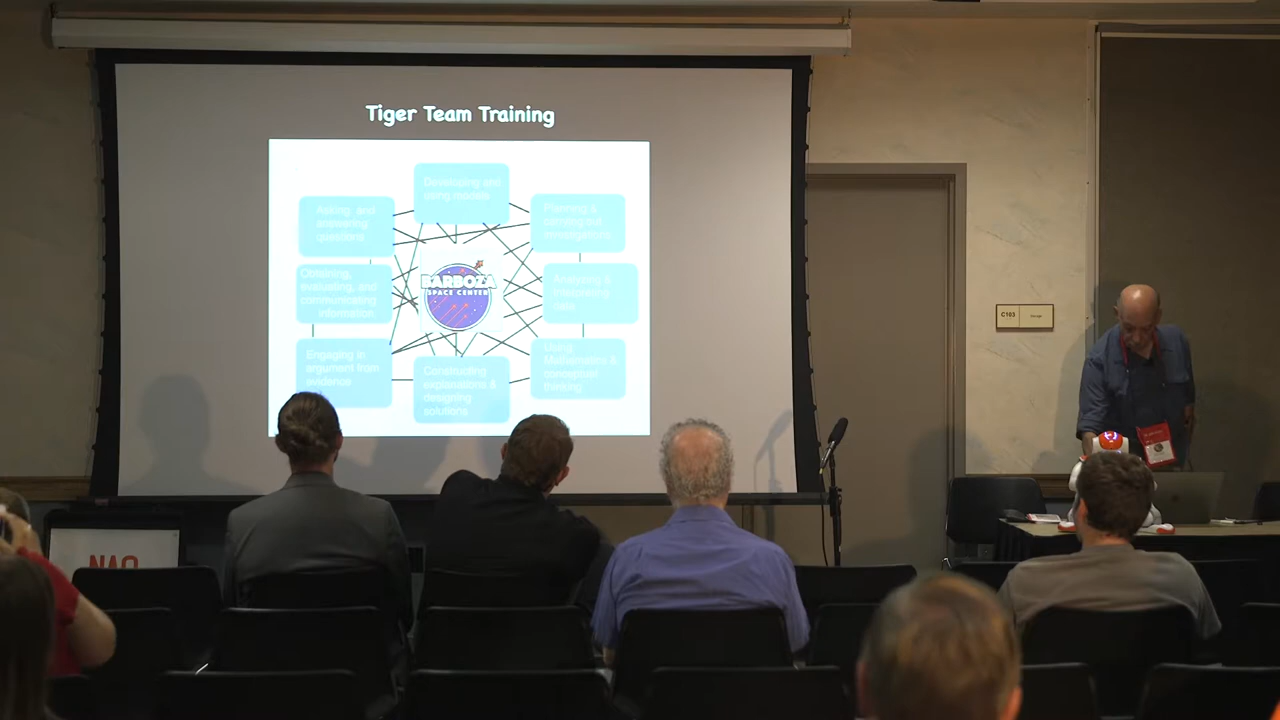 Tiger Team Training
Developing and
using models
Asking, and
answering
questions
Planning &
carrying out
investigations
Obtaining,
evaluating, and
communicating
information
BARBOZA
SPACE CENTER
Analyzing &
interpreting
data
Engaging in
argument from
evidence
Constructing
explanations &
designing
solutions
Using
Mathematics &
conceptual
thinking
C103
NAO